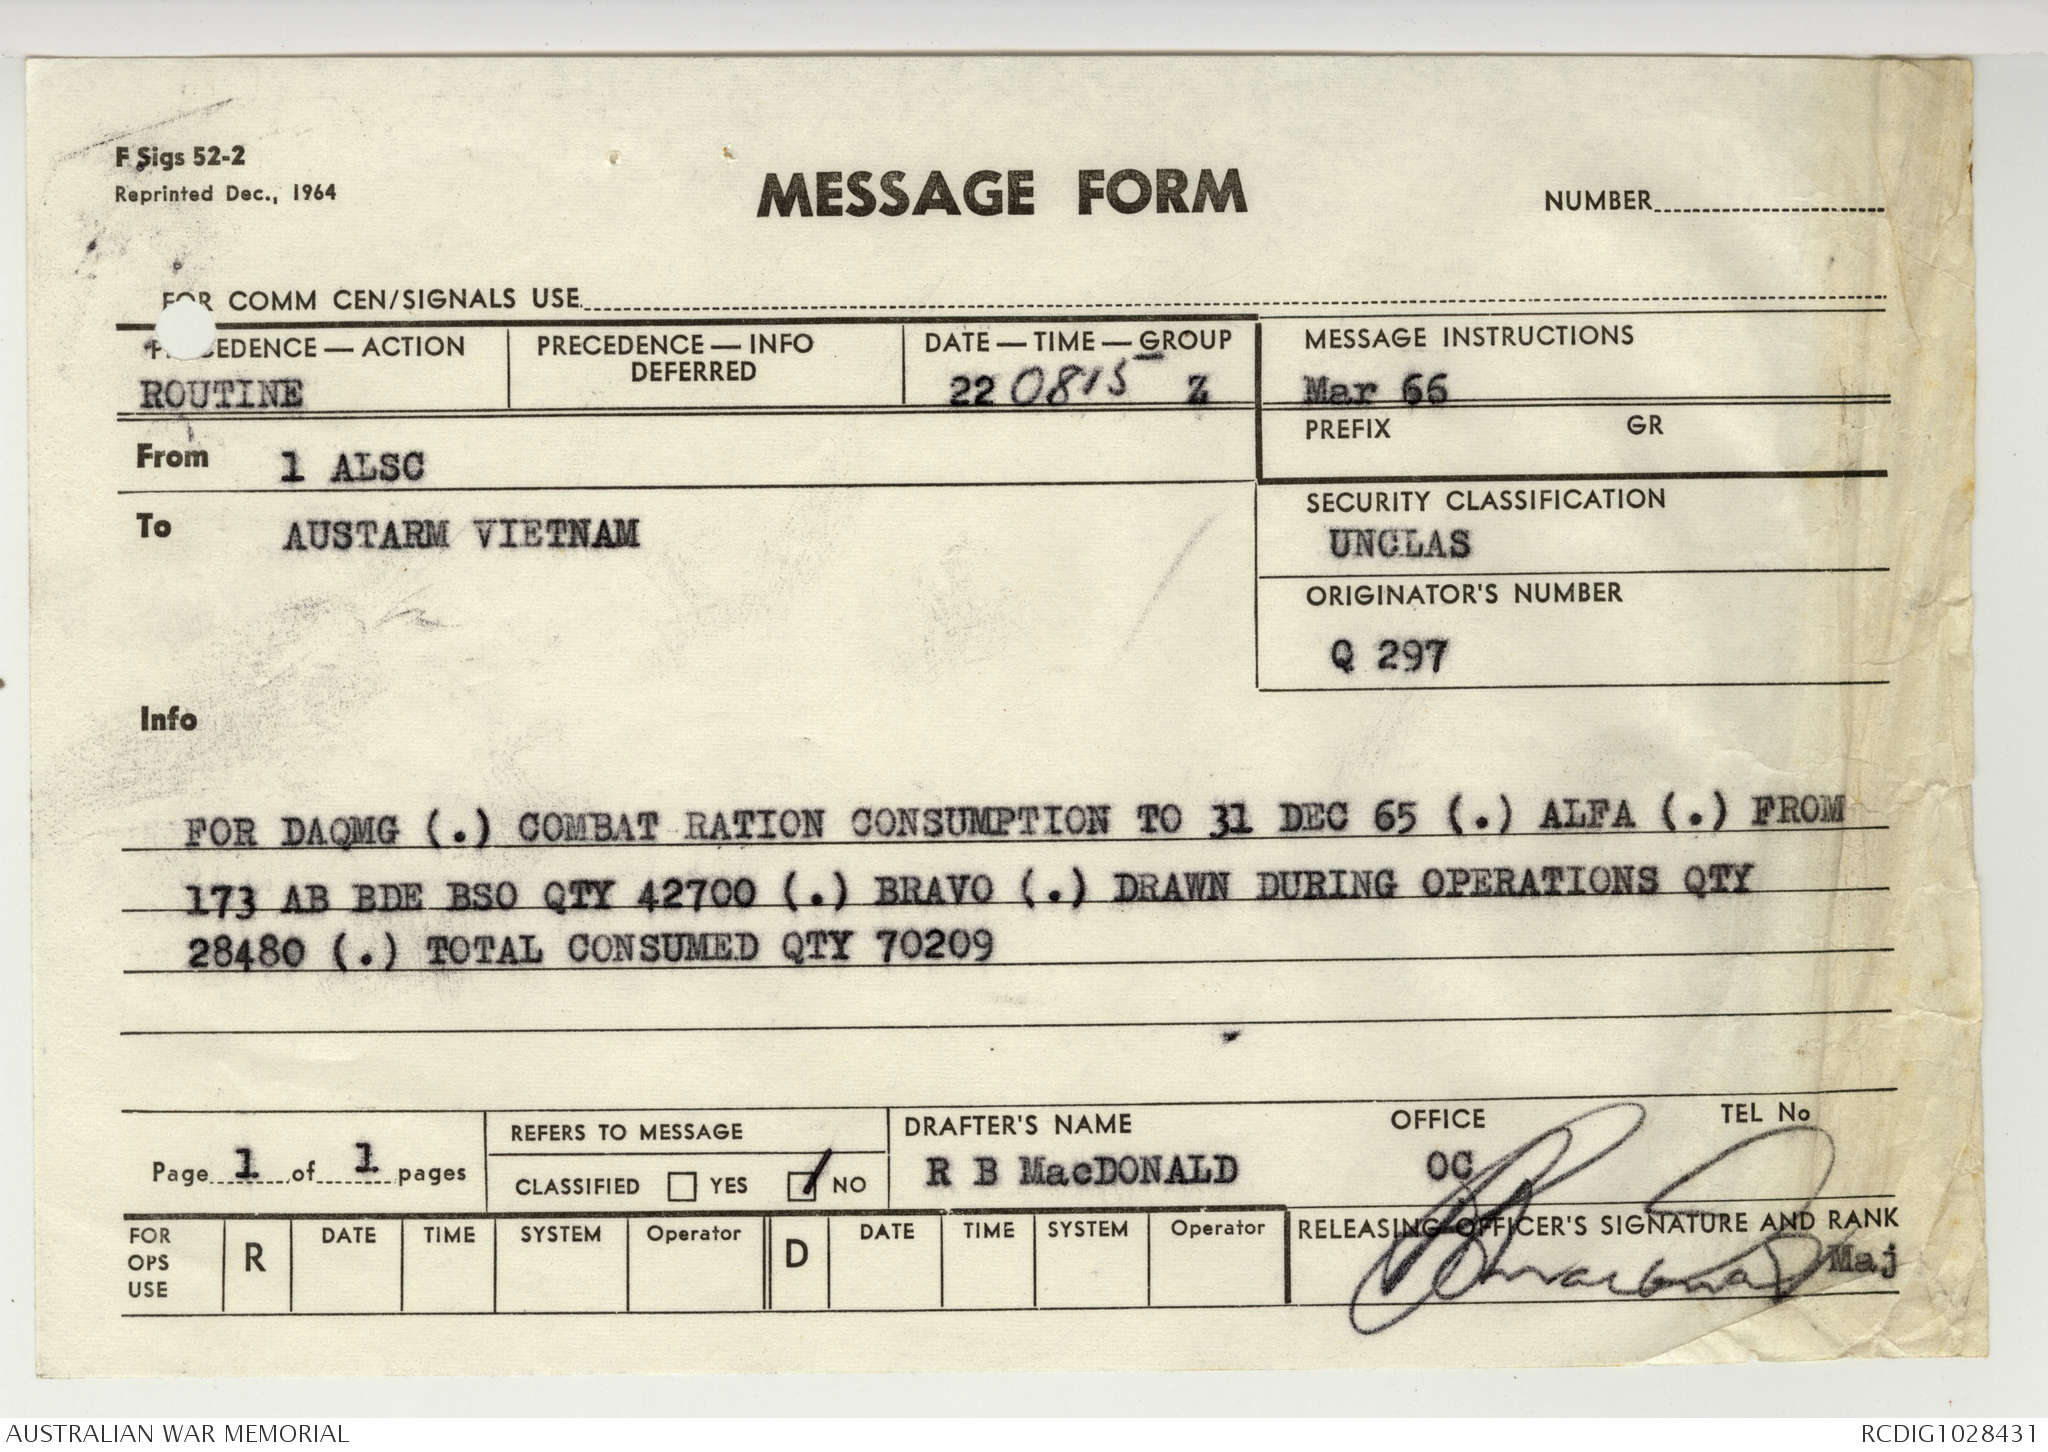 F Sigs 52-2
Reprinted Dec., 1964
MESSAGE FORM
NUMBER
FOR COMM CEN/SIGNALS USE
PRECEDENCE — ACTION
ROUTINE
PRECEDENCE — INFO
DEFERRED
DATE — TIME — GROUP
22 0815 Z
MESSAGE INSTRUCTIONS
Mar 66
PREFIX GR
From 1 ALSC
To AUSTARM VIETNAM
SECURITY CLASSIFICATION
UNCLAS
ORIGINATOR'S NUMBER
Q 297
Info
FOR DAQMG (.) COMBAT RATION CONSUMPTION TO 31 DEC 65 (.) ALFA (.) FROM
173 AB BDE BSO QTY 42700 (.) BRAVO (.) DRAWN DURING OPERATIONS QTY
28480 (.) TOTAL CONSUMED QTY 70209
Page 1 of 1 pages
REFERS TO MESSAGE
CLASSIFIED YES NO
DRAFTER'S NAME OFFICE TEL No
R B MacDONALD OC
FOR OPS USE R DATE TIME SYSTEM Operator D DATE TIME SYSTEM Operator
RELEASING OFFICER'S SIGNATURE AND RANK
Maj
AUSTRALIAN WAR MEMORIAL
RCDIG1028431